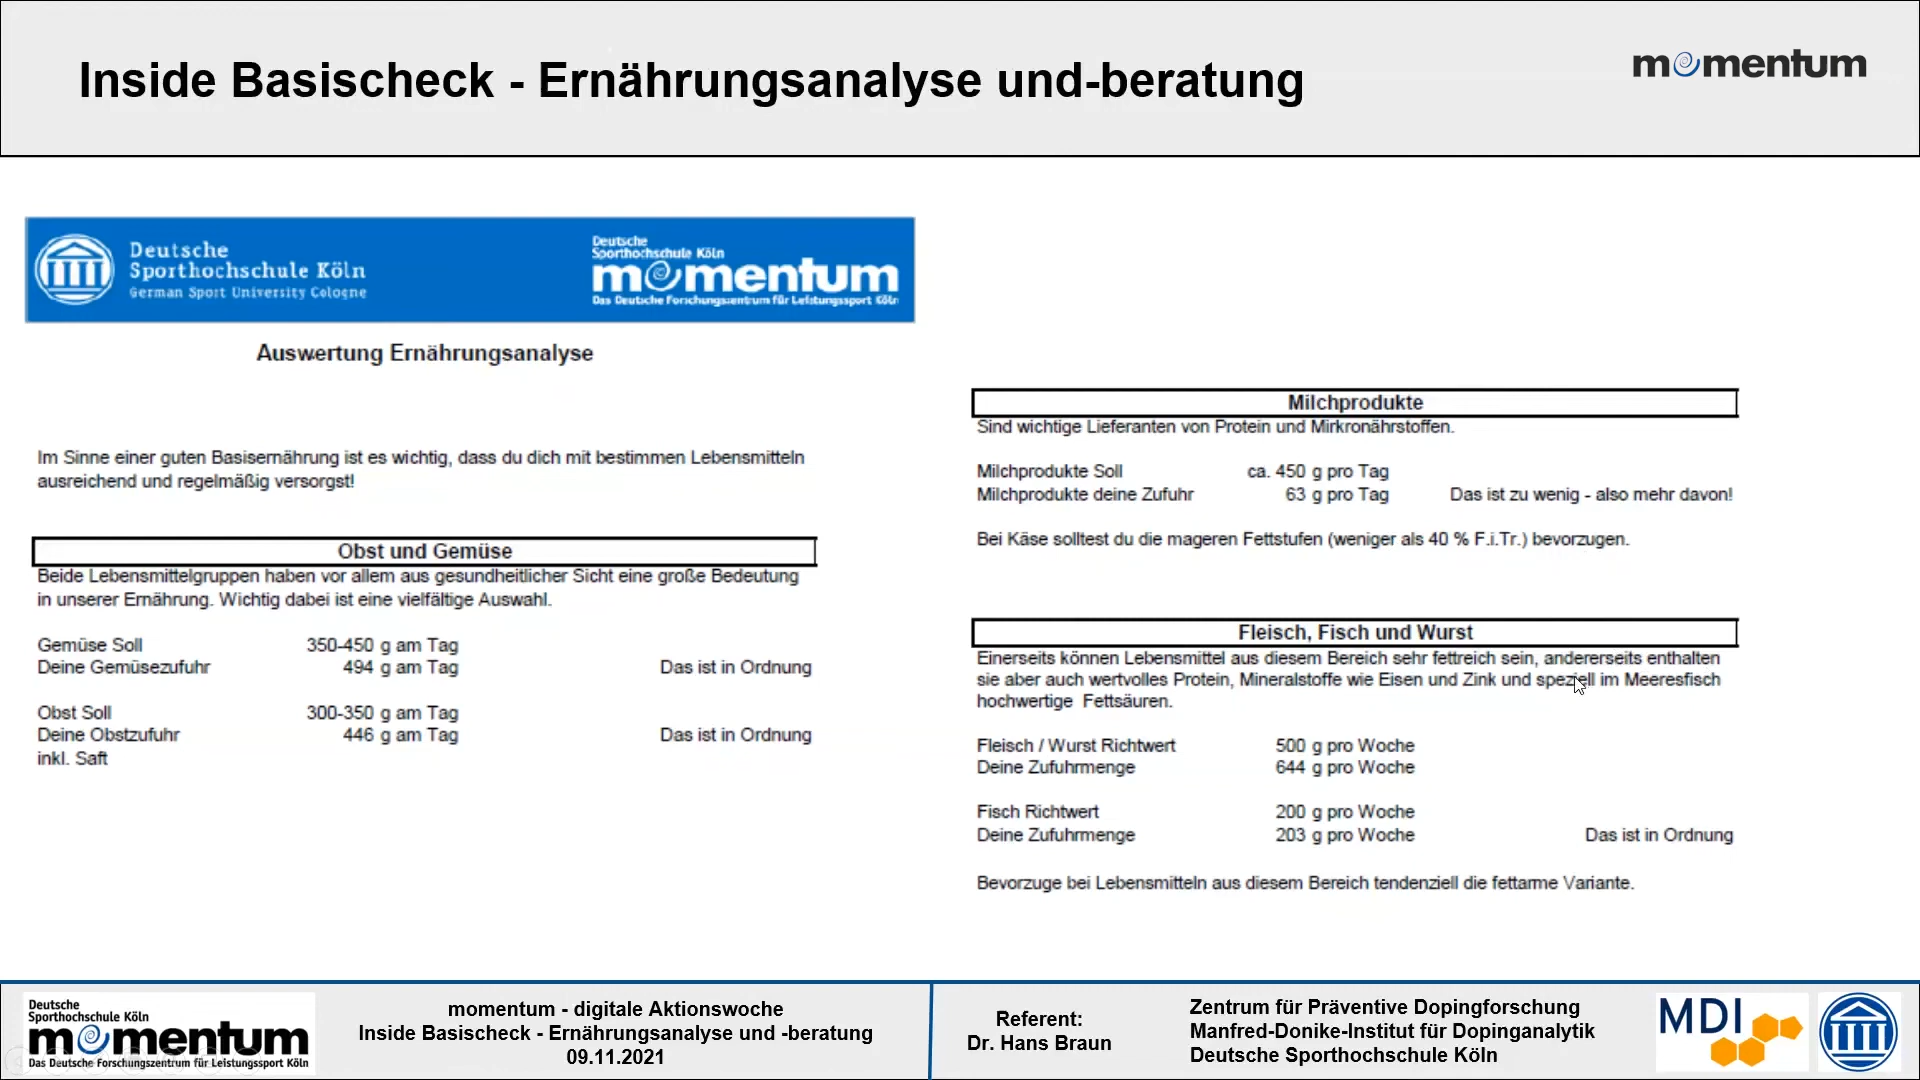 Inside Basischeck - Ernährungsanalyse und-beratung
momentum
Deutsche
Sporthochschule Köln
German Sport University Cologne
Deutsche
Sporthochschule Köln
momentum
Das Deutsche Forschungszentrum für Leistungssport Köln
Auswertung Ernährungsanalyse
Im Sinne einer guten Basisernährung ist es wichtig, dass du dich mit bestimmen Lebensmitteln
ausreichend und regelmäßig versorgst!
Obst und Gemüse
Beide Lebensmittelgruppen haben vor allem aus gesundheitlicher Sicht eine große Bedeutung
in unserer Ernährung. Wichtig dabei ist eine vielfältige Auswahl.
Gemüse Soll 350-450 g am Tag
Deine Gemüsezufuhr 494 g am Tag Das ist in Ordnung
Obst Soll 300-350 g am Tag
Deine Obstzufuhr 446 g am Tag Das ist in Ordnung
inkl. Saft
Milchprodukte
Sind wichtige Lieferanten von Protein und Mirkronährstoffen.
Milchprodukte Soll ca. 450 g pro Tag
Milchprodukte deine Zufuhr 63 g pro Tag Das ist zu wenig - also mehr davon!
Bei Käse solltest du die mageren Fettstufen (weniger als 40 % F.i.Tr.) bevorzugen.
Fleisch, Fisch und Wurst
Einerseits können Lebensmittel aus diesem Bereich sehr fettreich sein, andererseits enthalten
sie aber auch wertvolles Protein, Mineralstoffe wie Eisen und Zink und speziell im Meeresfisch
hochwertige Fettsäuren.
Fleisch / Wurst Richtwert 500 g pro Woche
Deine Zufuhrmenge 644 g pro Woche
Fisch Richtwert 200 g pro Woche
Deine Zufuhrmenge 203 g pro Woche Das ist in Ordnung
Bevorzuge bei Lebensmitteln aus diesem Bereich tendenziell die fettarme Variante.
Deutsche
Sporthochschule Köln
momentum
Das Deutsche Forschungszentrum für Leistungssport Köln
momentum - digitale Aktionswoche
Inside Basischeck - Ernährungsanalyse und -beratung
09.11.2021
Referent:
Dr. Hans Braun
Zentrum für Präventive Dopingforschung
Manfred-Donike-Institut für Dopinganalytik
Deutsche Sporthochschule Köln
MDI